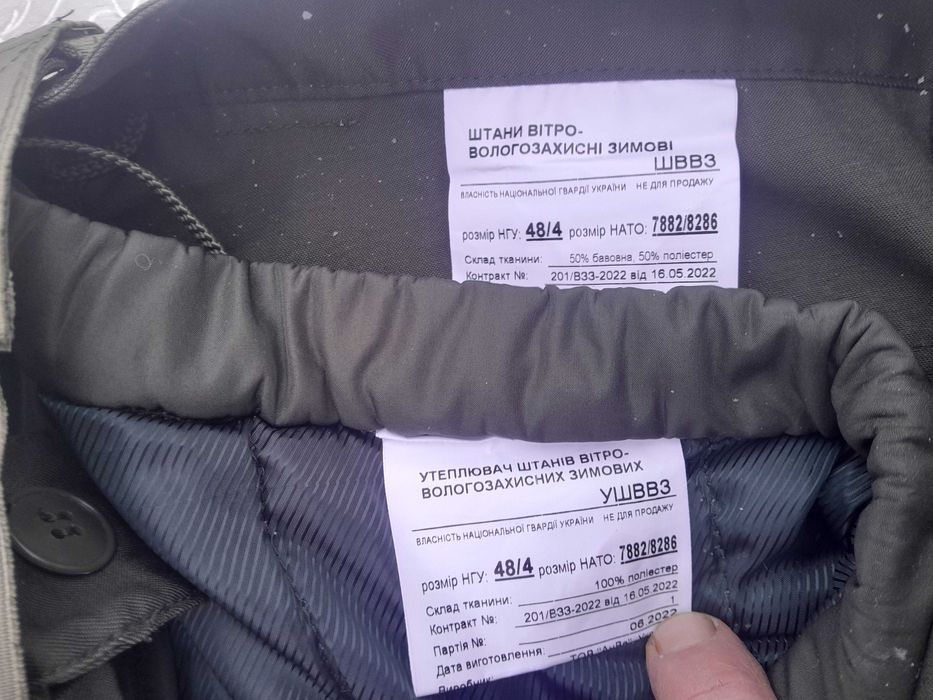 ШТАНИ ВІТРО-
ВОЛОГОЗАХИСНІ ЗИМОВІ
ШВВЗ
ВЛАСНІСТЬ НАЦІОНАЛЬНОЇ ГВАРДІЇ УКРАЇНИ НЕ ДЛЯ ПРОДАЖУ
розмір НГУ: 48/4 розмір НАТО: 7882/8286
Склад тканини: 50% бавовна, 50% поліестер
Контракт №: 201/ВЗЗ-2022 від 16.05.2022
УТЕПЛЮВАЧ ШТАНІВ ВІТРО-
ВОЛОГОЗАХИСНИХ ЗИМОВИХ
УШВВЗ
ВЛАСНІСТЬ НАЦІОНАЛЬНОЇ ГВАРДІЇ УКРАЇНИ НЕ ДЛЯ ПРОДАЖУ
розмір НГУ: 48/4 розмір НАТО: 7882/8286
Склад тканини: 100% поліестер
Контракт №: 201/ВЗЗ-2022 від 16.05.2022
Партія №: 1
Дата виготовлення: 06.2022
Виробник: ТОВ